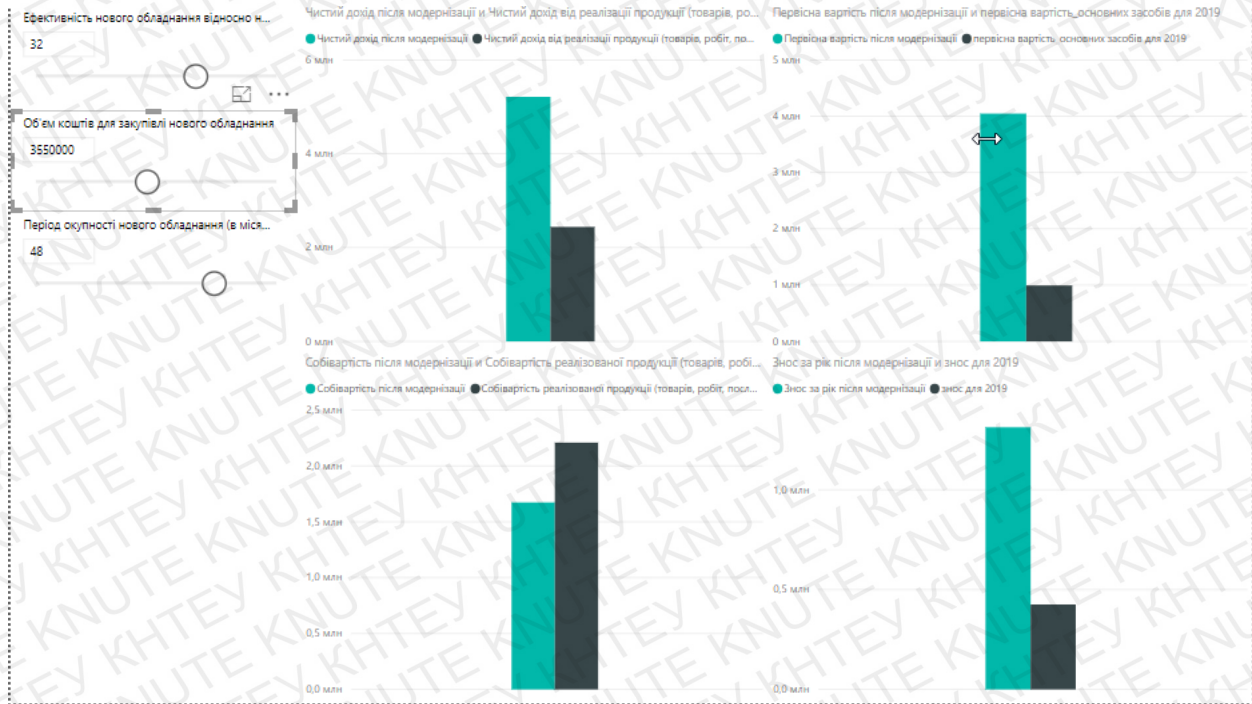 Ефективність нового обладнання відносно н...
32
Об'єм коштів для закупівлі нового обладнання
3550000
Період окупності нового обладнання (в міся...
48
Чистий дохід після модернізації и Чистий дохід від реалізації продукції (товарів, ро...
Чистий дохід після модернізації Чистий дохід від реалізації продукції (товарів, робіт, по...
6 млн
4 млн
2 млн
0 млн
Первісна вартість після модернізації и первісна вартість_основних засобів для 2019
Первісна вартість після модернізації первісна вартість_основних засобів для 2019
5 млн
4 млн
3 млн
2 млн
1 млн
0 млн
Собівартість після модернізації и Собівартість реалізованої продукції (товарів, робі...
Собівартість після модернізації Собівартість реалізованої продукції (товарів, робіт, посл...
2,5 млн
2,0 млн
1,5 млн
1,0 млн
0,5 млн
0,0 млн
Знос за рік після модернізації и знос для 2019
Знос за рік після модернізації знос для 2019
1,0 млн
0,5 млн
0,0 млн
КНТЕУ KNUTE